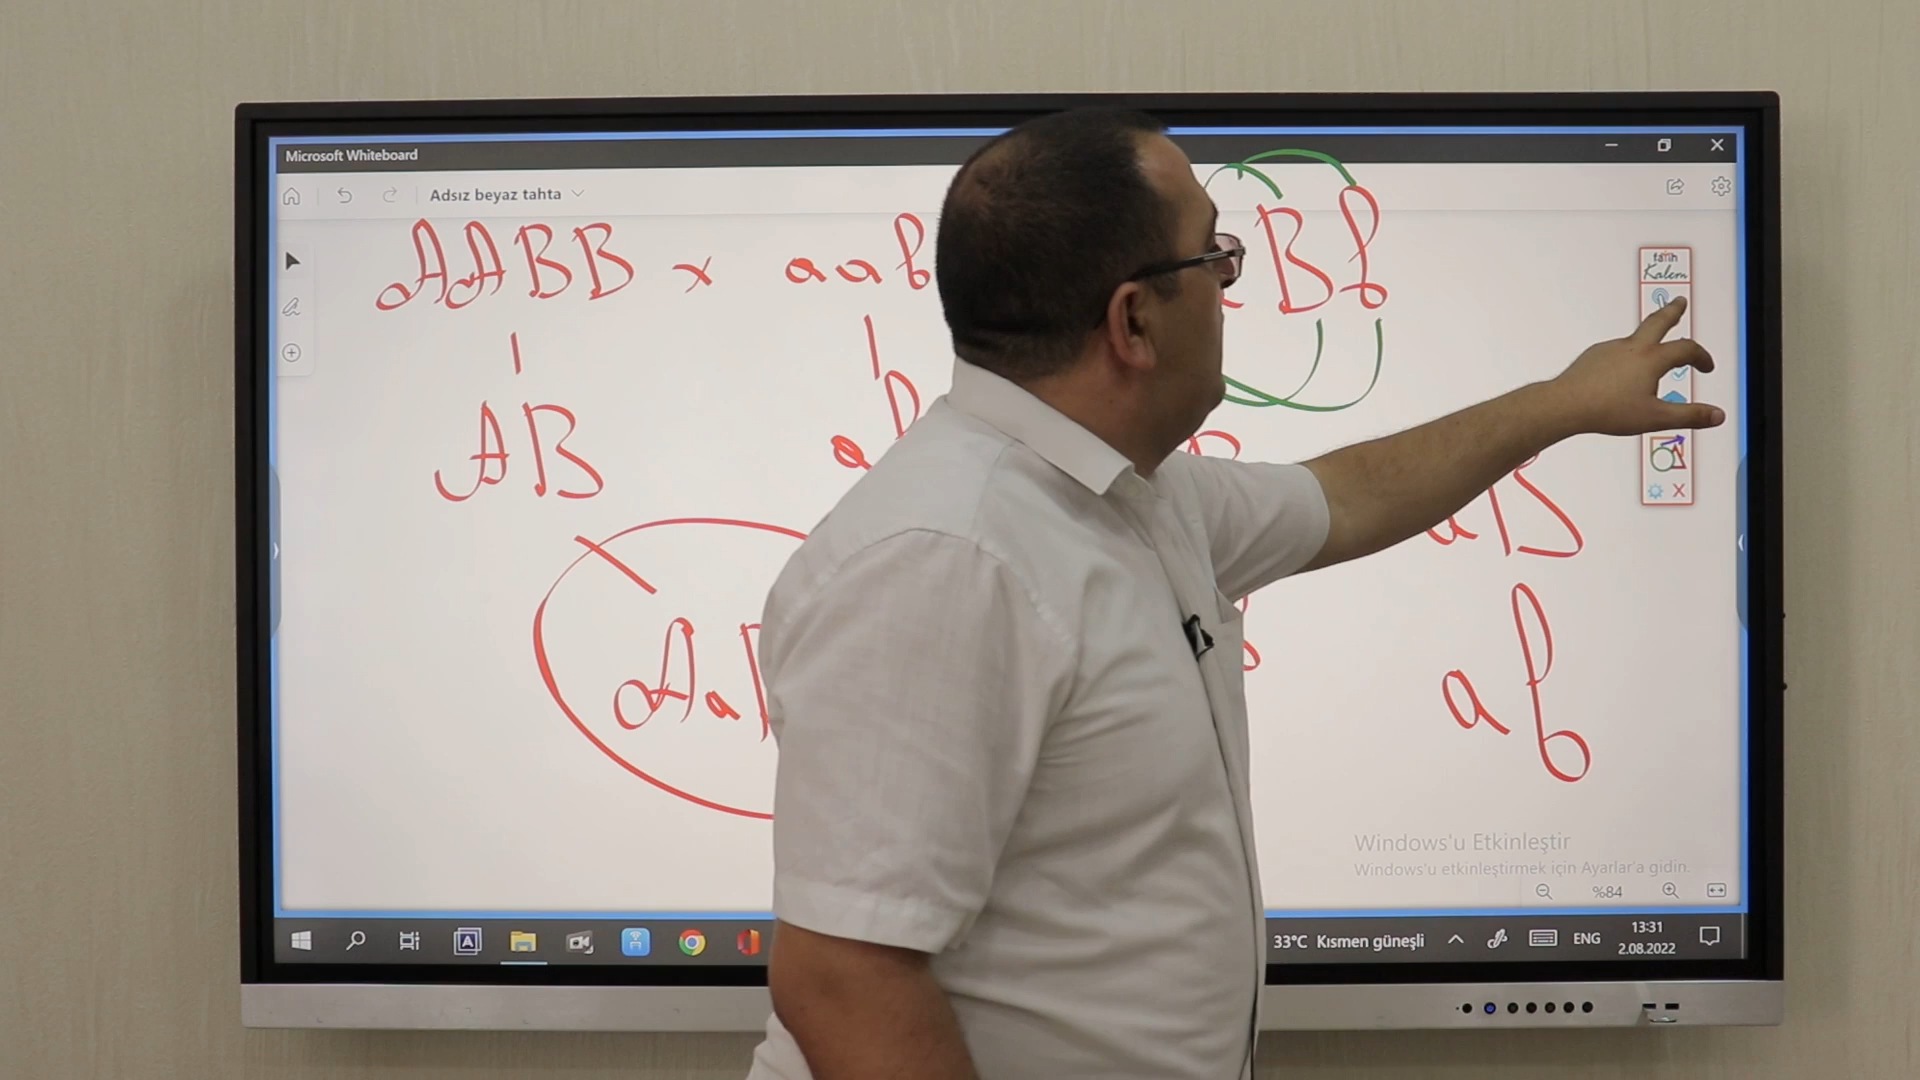 Microsoft Whiteboard
Adsız beyaz tahta
AABB x aab
Bb
fatih
Kalem
AB
a
aB
Aa
ab
Windows'u Etkinleştir
Windows'u etkinleştirmek için Ayarlar'a gidin.
%84
33°C Kısmen güneşli
ENG
13:31
2.08.2022